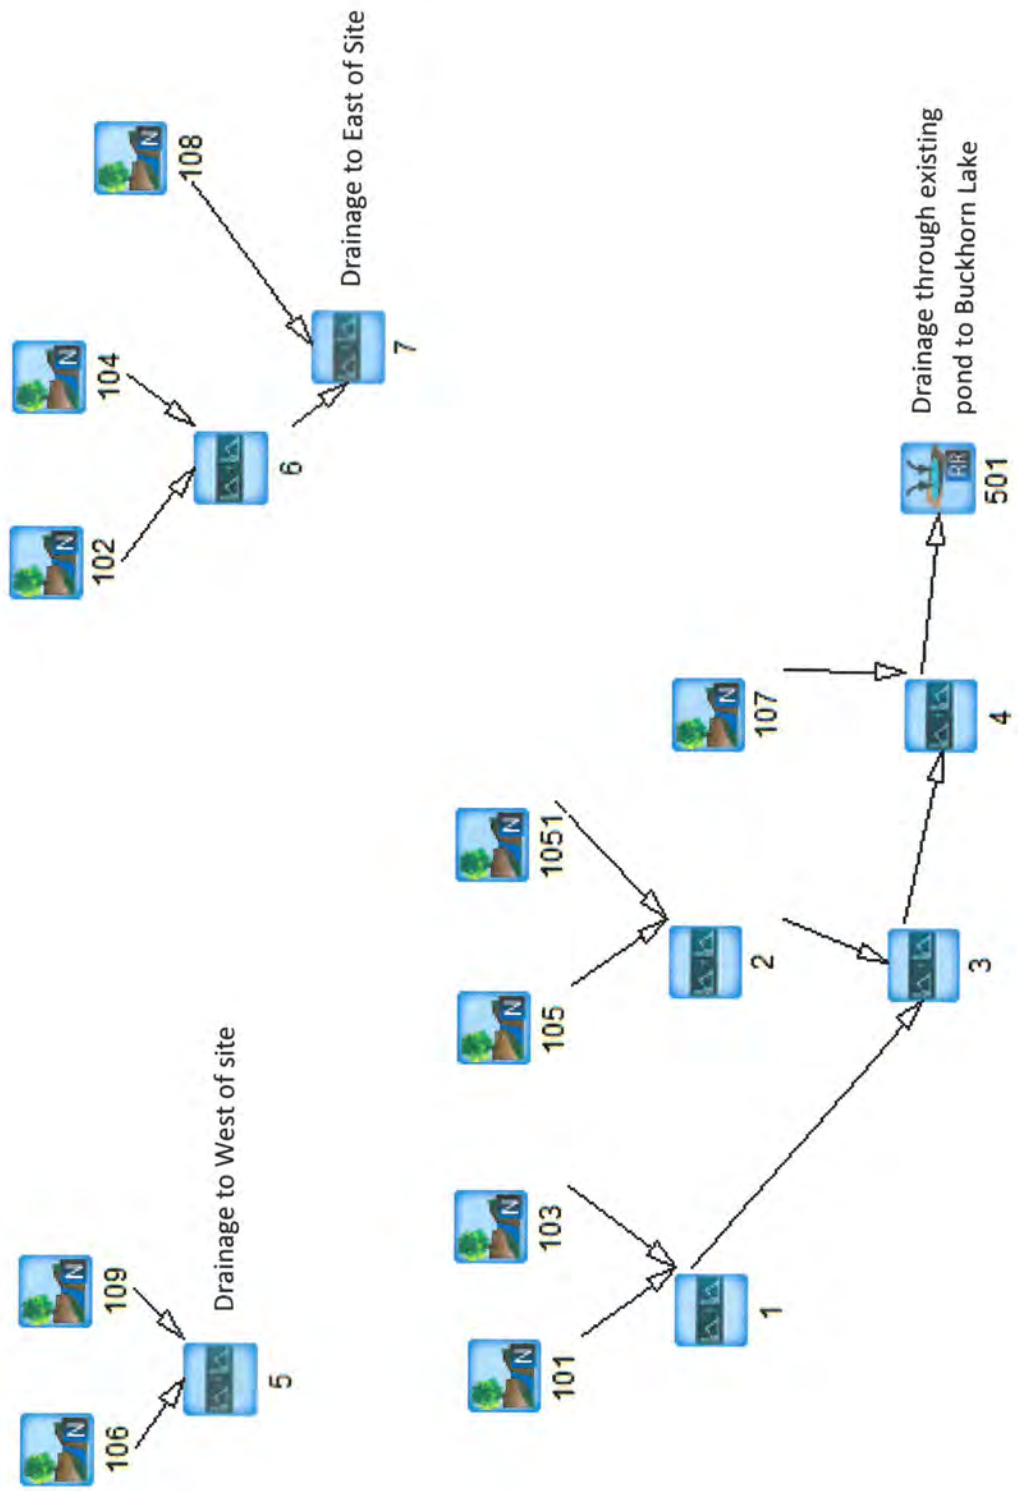 N
N
N
N
106
109
102
104
N
108
Drainage to West of site
5
6
Drainage to East of Site
7
N
N
N
N
101
103
105
1051
N
107
1
2
Drainage through existing
pond to Buckhorn Lake
RR
3
4
501